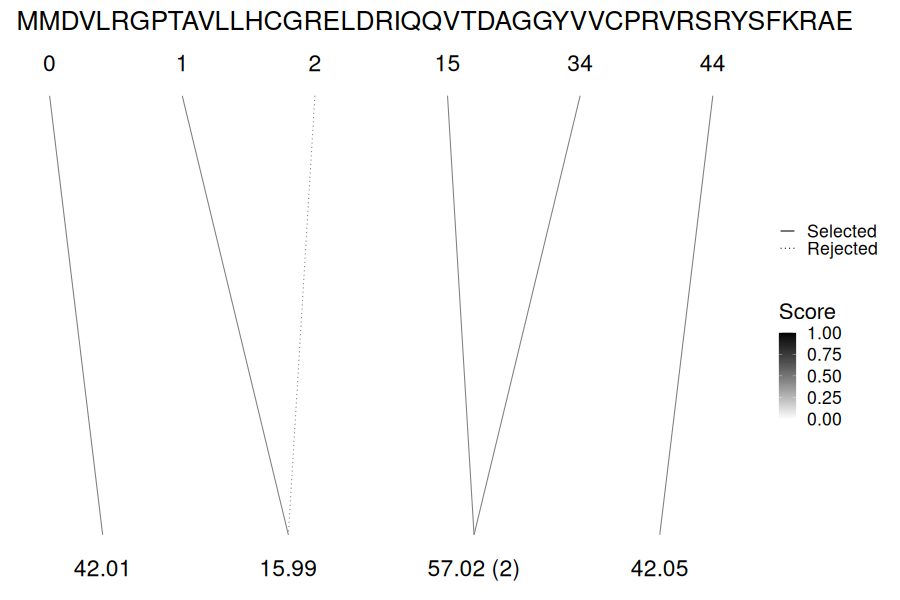 MMDVLRGPTAVLLHCGRELDRIQQVTDAGGYVVCPRVRSRYSFKRAE
0 1 2 15 34 44
Selected
Rejected
Score
1.00
0.75
0.50
0.25
0.00
42.01 15.99 57.02 (2) 42.05